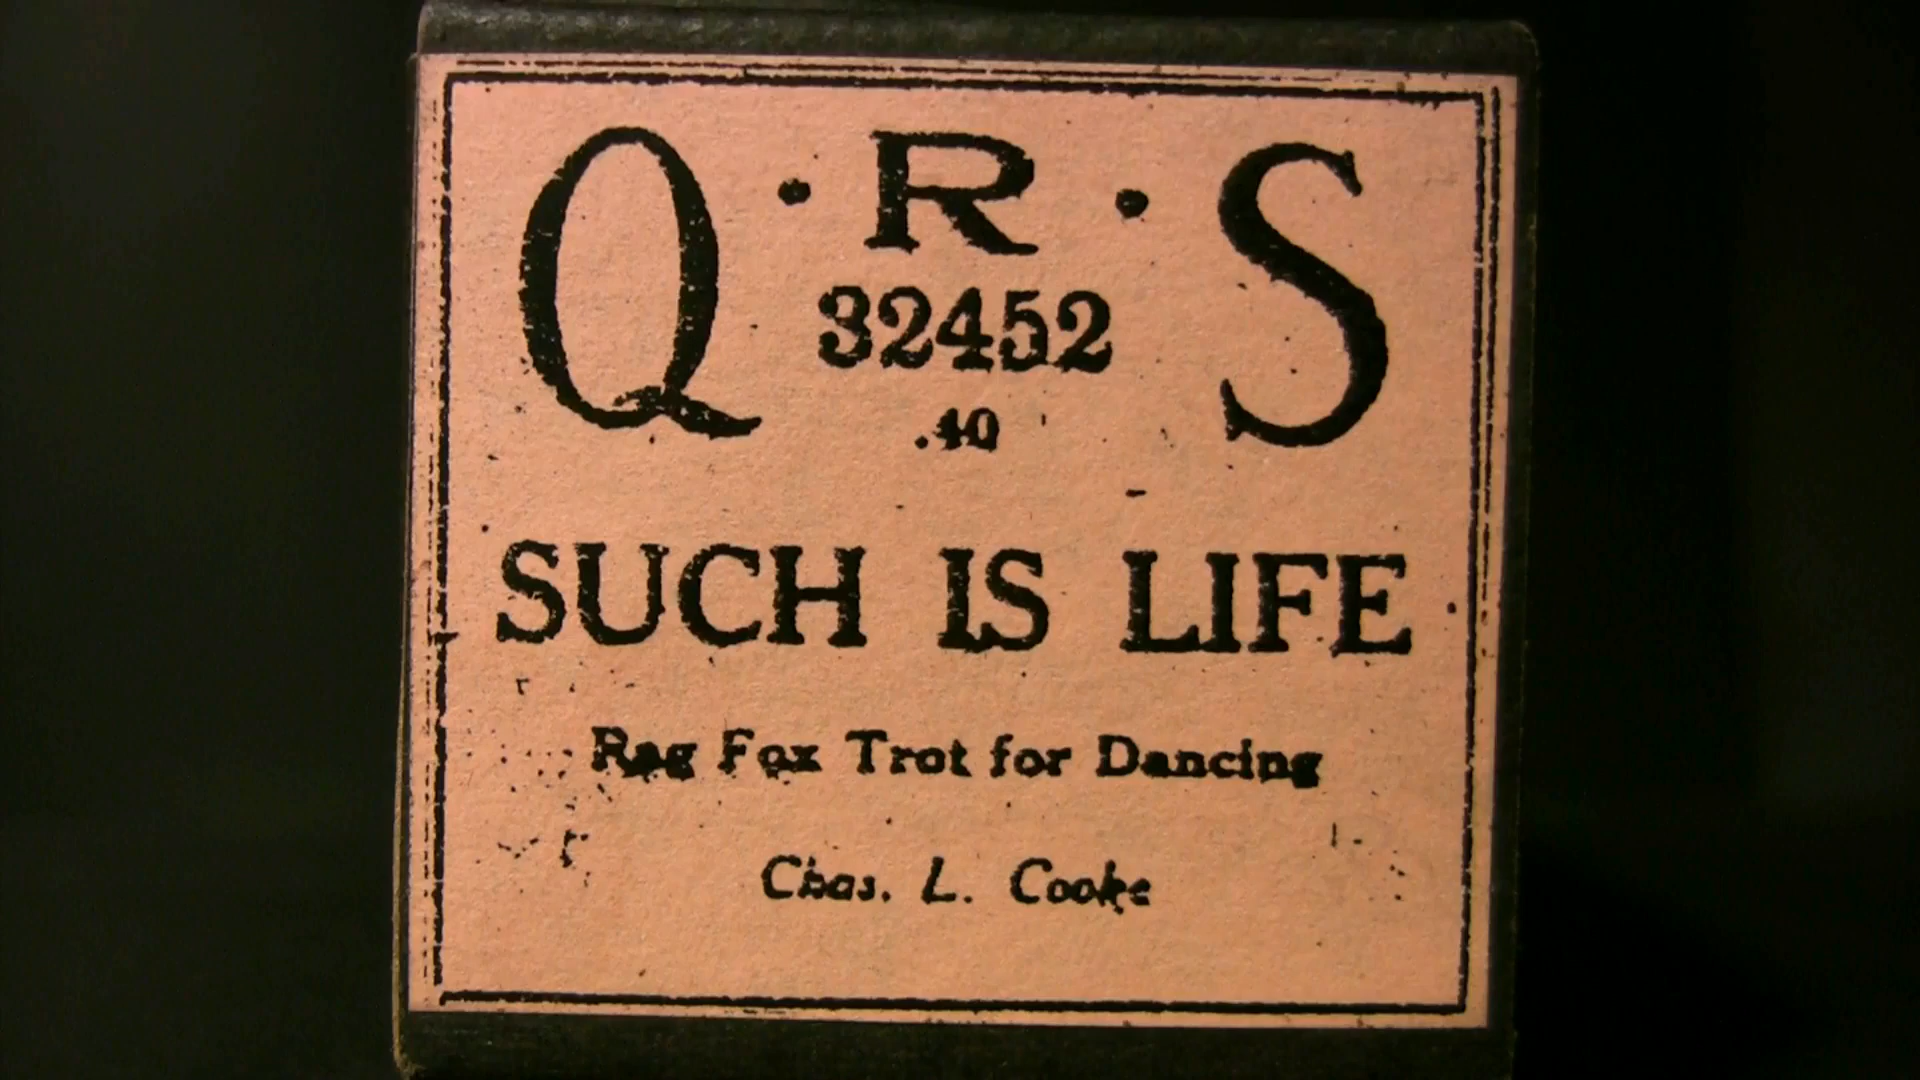 Q·R·S
32452
.40
SUCH IS LIFE
Rag Fox Trot for Dancing
Chas. L. Cooke